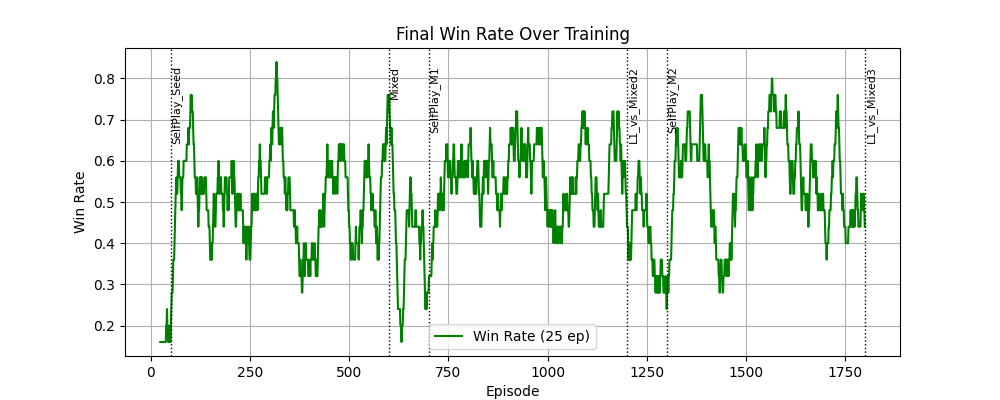 Final Win Rate Over Training
Win Rate
0.8
0.7
0.6
0.5
0.4
0.3
0.2
SelfPlay_Seed
Mixed
SelfPlay_M1
L1_vs_Mixed2
SelfPlay_M2
L1_vs_Mixed3
Win Rate (25 ep)
0
250
500
750
1000
1250
1500
1750
Episode